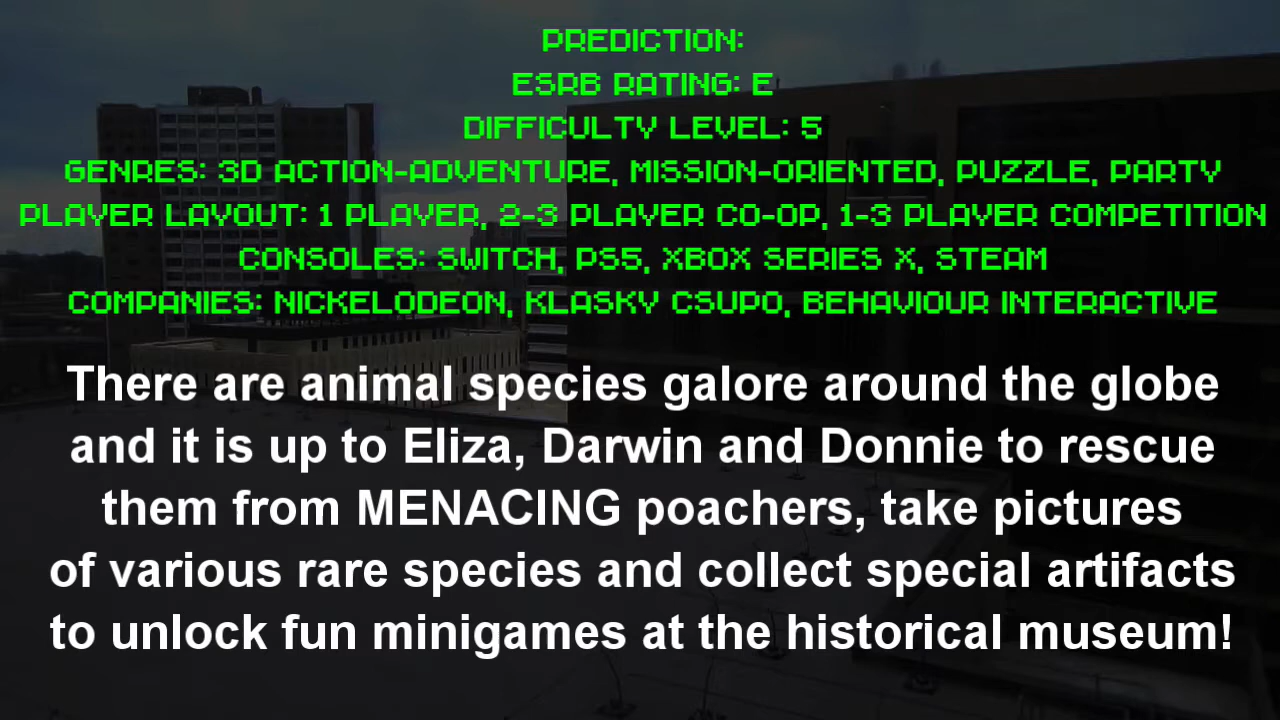 PREDICTION:
ESRB RATING: E
DIFFICULTY LEVEL: 5
GENRES: 3D ACTION-ADVENTURE, MISSION-ORIENTED, PUZZLE, PARTY
PLAYER LAYOUT: 1 PLAYER, 2-3 PLAYER CO-OP, 1-3 PLAYER COMPETITION
CONSOLES: SWITCH, PS5, XBOX SERIES X, STEAM
COMPANIES: NICKELODEON, KLASKY CSUPO, BEHAVIOUR INTERACTIVE
There are animal species galore around the globe
and it is up to Eliza, Darwin and Donnie to rescue
them from MENACING poachers, take pictures
of various rare species and collect special artifacts
to unlock fun minigames at the historical museum!